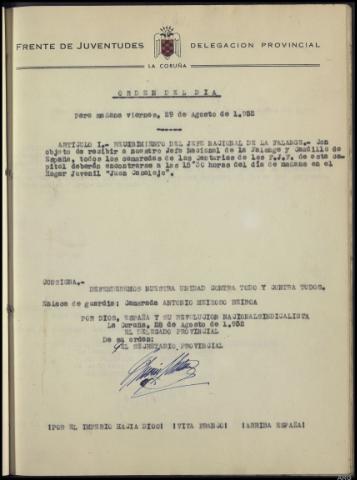 FRENTE DE JUVENTUDES DELEGACION PROVINCIAL
LA CORUÑA
ORDEN DEL DIA
para mañana viernes, 29 de Agosto de 1.952
ARTICULO I.- RECIBIMIENTO DEL JEFE NACIONAL DE LA FALANGE.- Con
objeto de recibir a nuestro Jefe Nacional de la Falange y Caudillo de
España, todos los camaradas de las Centurias de las F.J.F. de esta ca-
pital deberán encontrarse a las 15'30 horas del día de mañana en el
Hogar Juvenil "Juan Canalejo".
CONSIGNA.-
DEFENDEREMOS NUESTRA UNIDAD CONTRA TODO Y CONTRA TODOS.
Enlace de guardia: Camarada ANTONIO
POR DIOS, ESPAÑA Y SU REVOLUCION NACIONALSINDICALISTA
La Coruña, 28 de Agosto de 1.952
EL DELEGADO PROVINCIAL
De su orden:
EL SECRETARIO PROVINCIAL
¡POR EL IMPERIO HACIA DIOS! ¡VIVA FRANCO! ¡ARRIBA ESPAÑA!